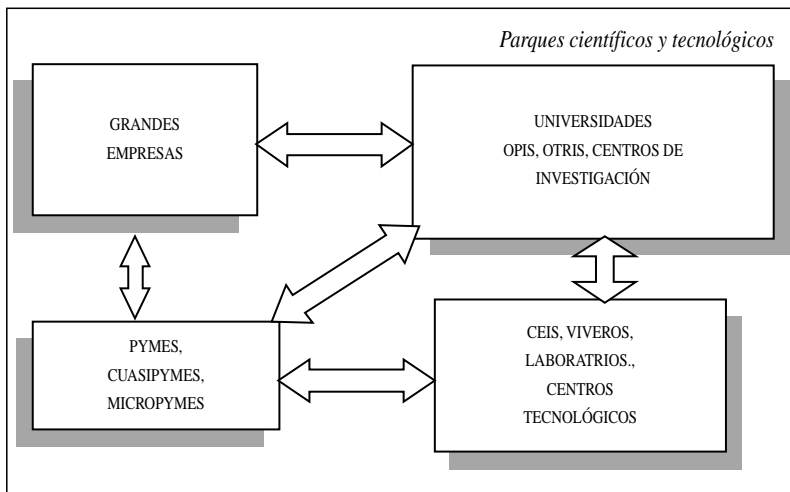 Parques científicos y tecnológicos
GRANDES
EMPRESAS
UNIVERSIDADES
OPIS, OTRIS, CENTROS DE
INVESTIGACIÓN
PYMES,
CUASIPYMES,
MICROPYMES
CEIS, VIVEROS,
LABORATRIOS.,
CENTROS
TECNOLÓGICOS